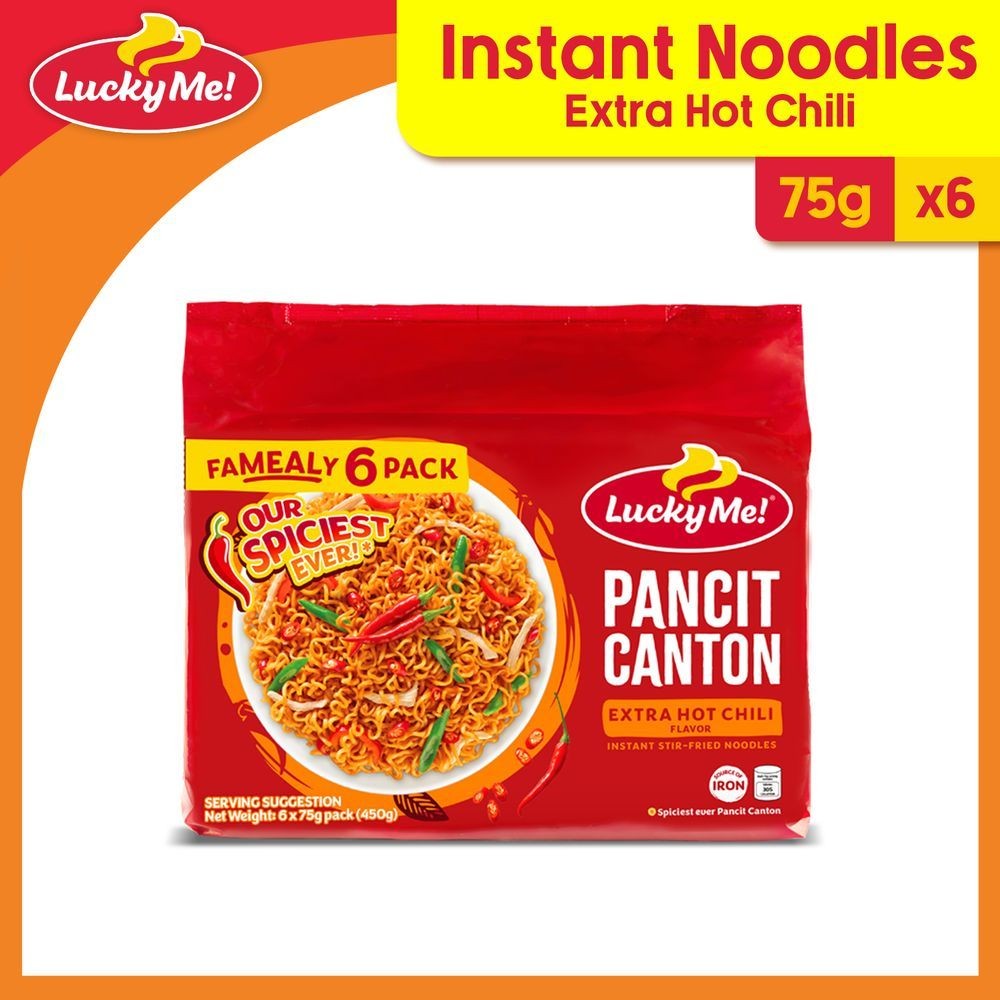 Lucky Me!
Instant Noodles
Extra Hot Chili
75g x6
FAMEALY 6 PACK
OUR
SPICIEST
EVER!*
Lucky Me!®
PANCIT
CANTON
EXTRA HOT CHILI
FLAVOR
INSTANT STIR-FRIED NOODLES
SOURCE OF
IRON
305
SERVING SUGGESTION
Net Weight: 6 x 75g pack (450g)
Spiciest ever Pancit Canton